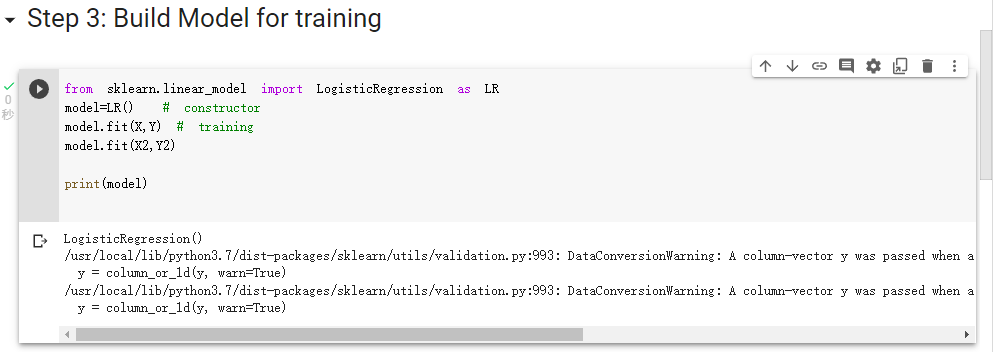 Step 3: Build Model for training
0
秒
from sklearn.linear_model import LogisticRegression as LR
model=LR() # constructor
model.fit(X,Y) # training
model.fit(X2,Y2)
print(model)
LogisticRegression()
/usr/local/lib/python3.7/dist-packages/sklearn/utils/validation.py:993: DataConversionWarning: A column-vector y was passed when a
y = column_or_1d(y, warn=True)
/usr/local/lib/python3.7/dist-packages/sklearn/utils/validation.py:993: DataConversionWarning: A column-vector y was passed when a
y = column_or_1d(y, warn=True)